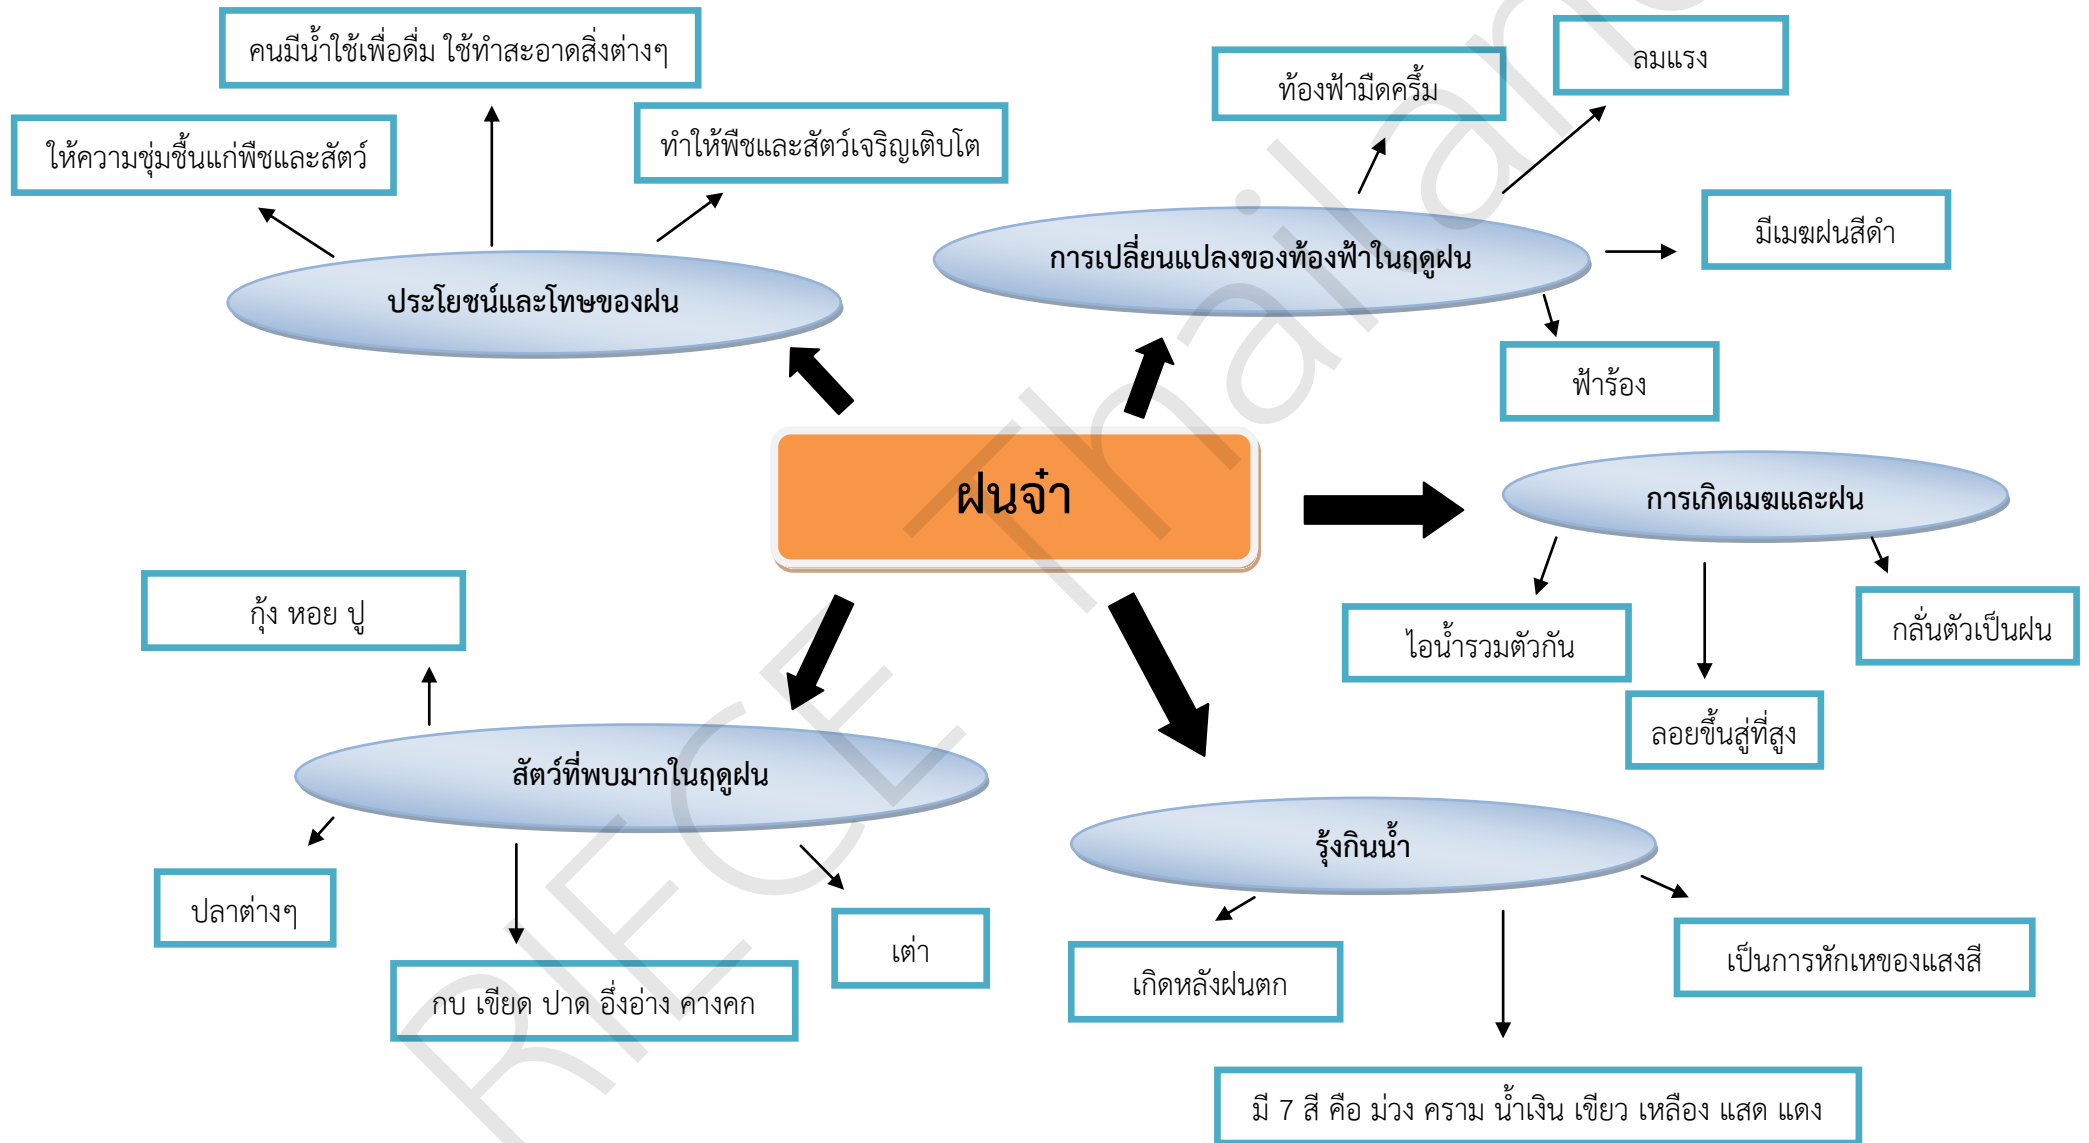 คนมีน้ำใช้เพื่อดื่ม ใช้ทำสะอาดสิ่งต่างๆ
ให้ความชุ่มชื้นแก่พืชและสัตว์
ทำให้พืชและสัตว์เจริญเติบโต
ประโยชน์และโทษของฝน
ท้องฟ้ามืดครึ้ม
ลมแรง
มีเมฆฝนสีดำ
การเปลี่ยนแปลงของท้องฟ้าในฤดูฝน
ฟ้าร้อง
ฝนจ๋า
การเกิดเมฆและฝน
ไอน้ำรวมตัวกัน
กลั่นตัวเป็นฝน
ลอยขึ้นสู่ที่สูง
กุ้ง หอย ปู
สัตว์ที่พบมากในฤดูฝน
ปลาต่างๆ
กบ เขียด ปาด อึ่งอ่าง คางคก
เต่า
รุ้งกินน้ำ
เกิดหลังฝนตก
เป็นการหักเหของแสงสี
มี 7 สี คือ ม่วง คราม น้ำเงิน เขียว เหลือง แสด แดง
RIECE Thailand